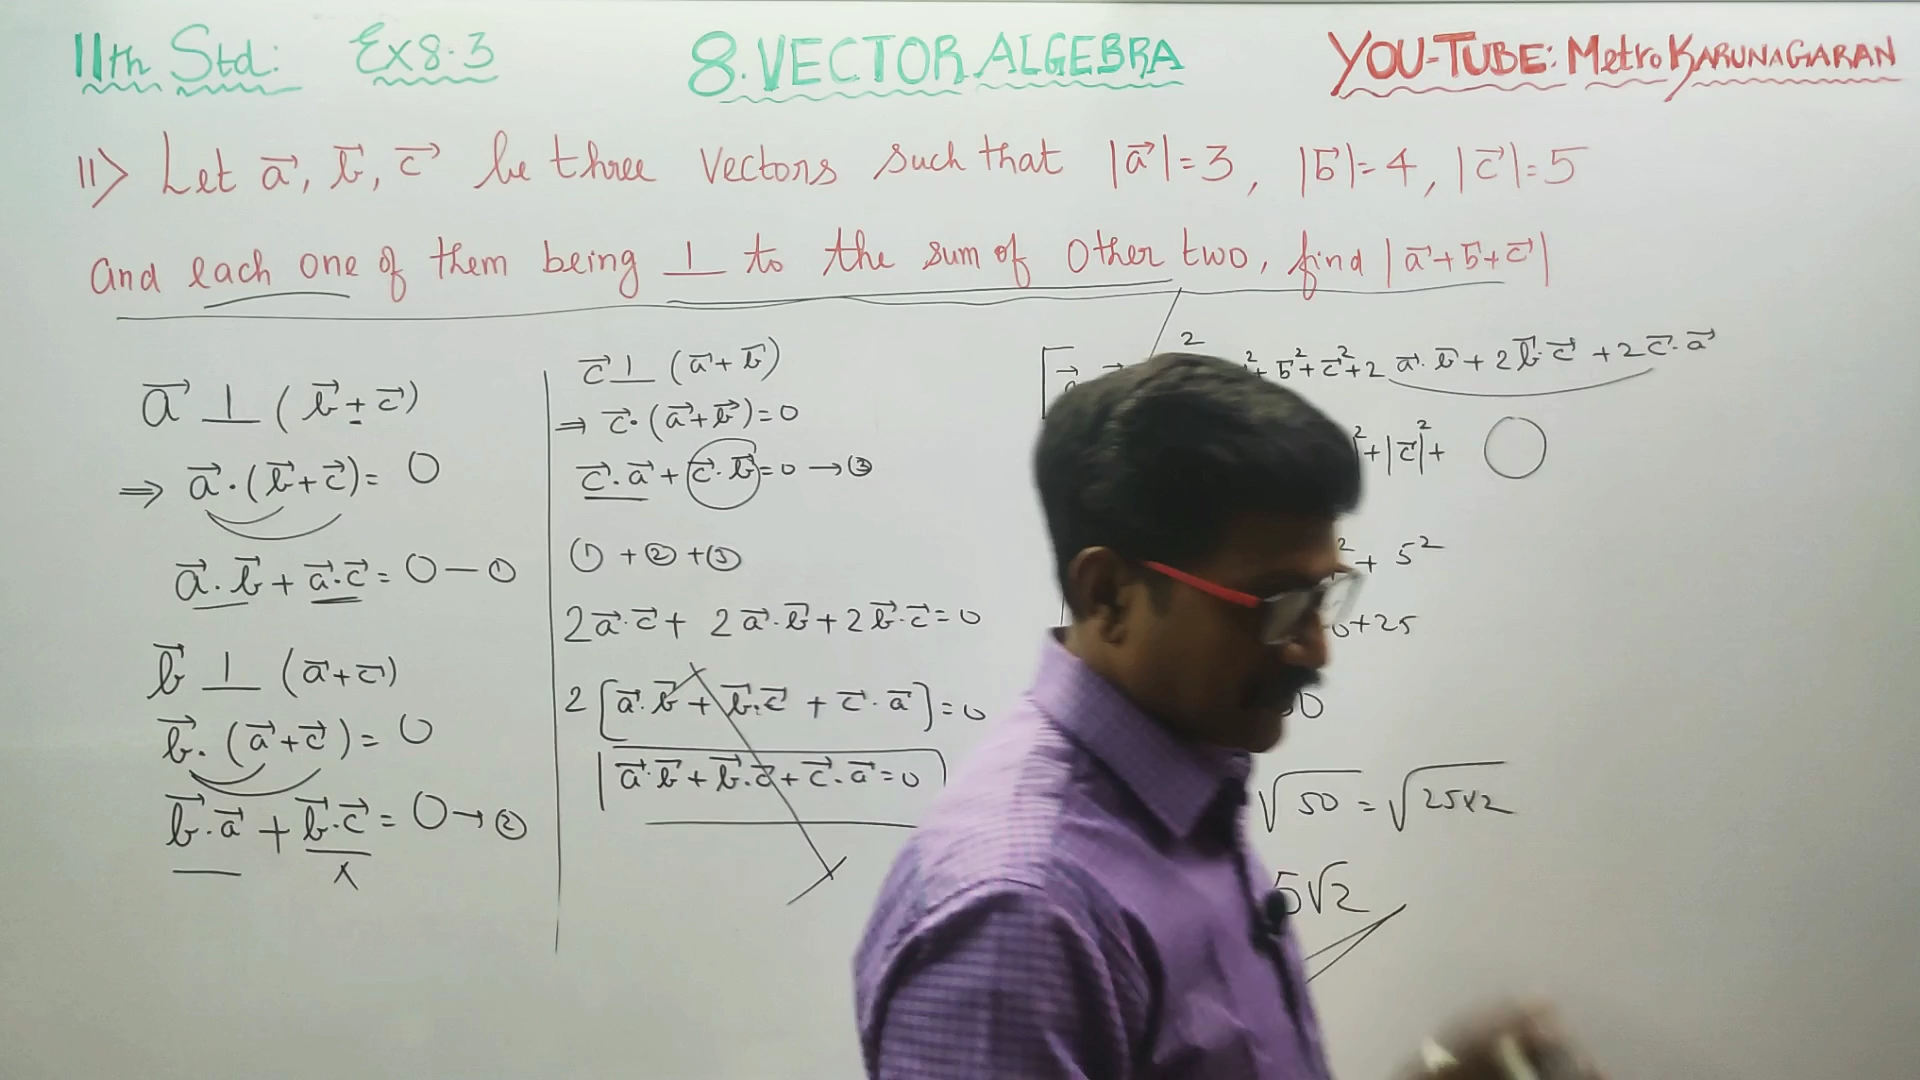 11th Std: Ex 8.3 8. VECTOR ALGEBRA YOU-TUBE: Metro KARUNAGARAN
11> Let a⃗, b⃗, c⃗ be three vectors such that |a⃗|=3, |b⃗|=4, |c⃗|=5
and each one of them being ⊥ to the sum of other two, find |a⃗+b⃗+c⃗|
a⃗ ⊥ (b⃗+c⃗)
⇒ a⃗·(b⃗+c⃗)= 0
a⃗·b⃗ + a⃗·c⃗ = 0 — ①
b⃗ ⊥ (a⃗+c⃗)
b⃗·(a⃗+c⃗)= 0
b⃗·a⃗ + b⃗·c⃗ = 0 → ②
c⃗ ⊥ (a⃗+b⃗)
⇒ c⃗·(a⃗+b⃗)=0
c⃗·a⃗ + c⃗·b⃗=0 → ③
① + ② + ③
2a⃗·c⃗ + 2a⃗·b⃗+2b⃗·c⃗=0
2[a⃗·b⃗ + b⃗·c⃗ + c⃗·a⃗]=0
a⃗·b⃗ + b⃗·c⃗ + c⃗·a⃗=0
+ b⃗²+c⃗²+2 a⃗·b⃗ + 2 b⃗·c⃗ + 2 c⃗·a⃗
+|c⃗|²+
+ 5²
+25
√50 = √25×2
5√2